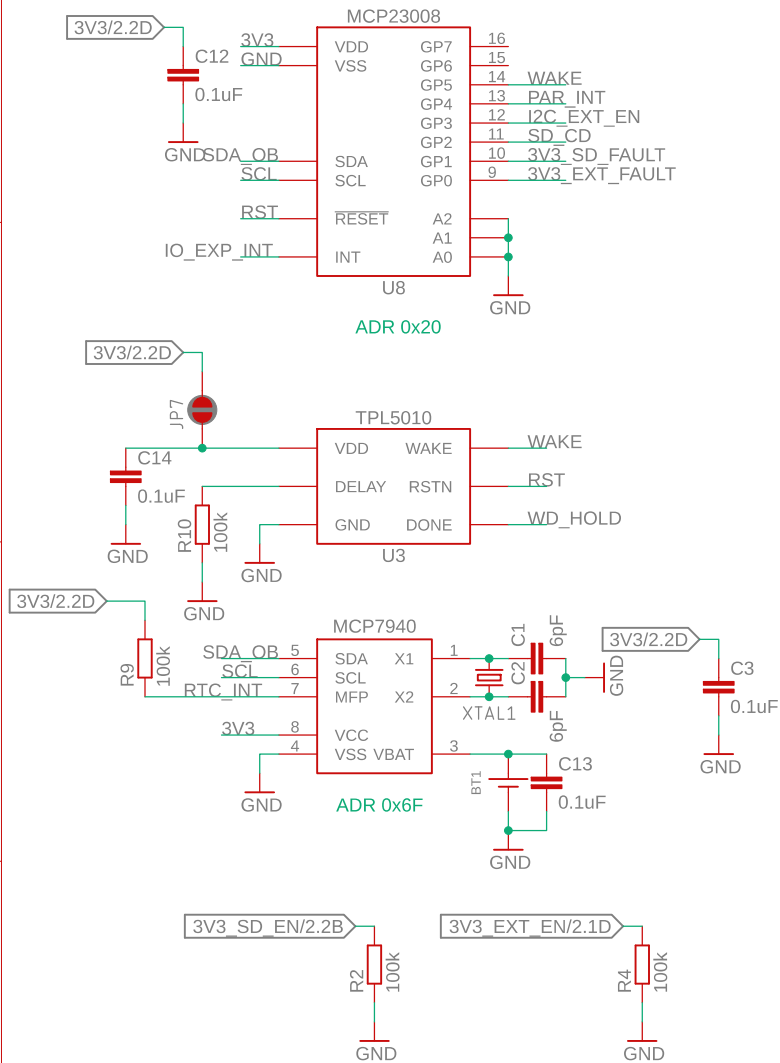 MCP23008
3V3/2.2D
C12
0.1uF
GND
3V3
GND
SDA_OB
SCL
RST
IO_EXP_INT
VDD
VSS
SDA
SCL
RESET
INT
GP7
GP6
GP5
GP4
GP3
GP2
GP1
GP0
A2
A1
A0
16
15
14
13
12
11
10
9
WAKE
PAR_INT
I2C_EXT_EN
SD_CD
3V3_SD_FAULT
3V3_EXT_FAULT
U8
GND
ADR 0x20
3V3/2.2D
JP7
C14
0.1uF
GND
R10
100k
GND
GND
TPL5010
VDD
DELAY
GND
WAKE
RSTN
DONE
U3
WAKE
RST
WD_HOLD
3V3/2.2D
R9
100k
SDA_OB
SCL
RTC_INT
3V3
GND
5
6
7
8
4
MCP7940
SDA
SCL
MFP
VCC
VSS
X1
X2
VBAT
1
2
3
ADR 0x6F
XTAL1
C1
6pF
C2
6pF
GND
BT1
C13
0.1uF
GND
3V3/2.2D
C3
0.1uF
GND
3V3_SD_EN/2.2B
R2
100k
GND
3V3_EXT_EN/2.1D
R4
100k
GND